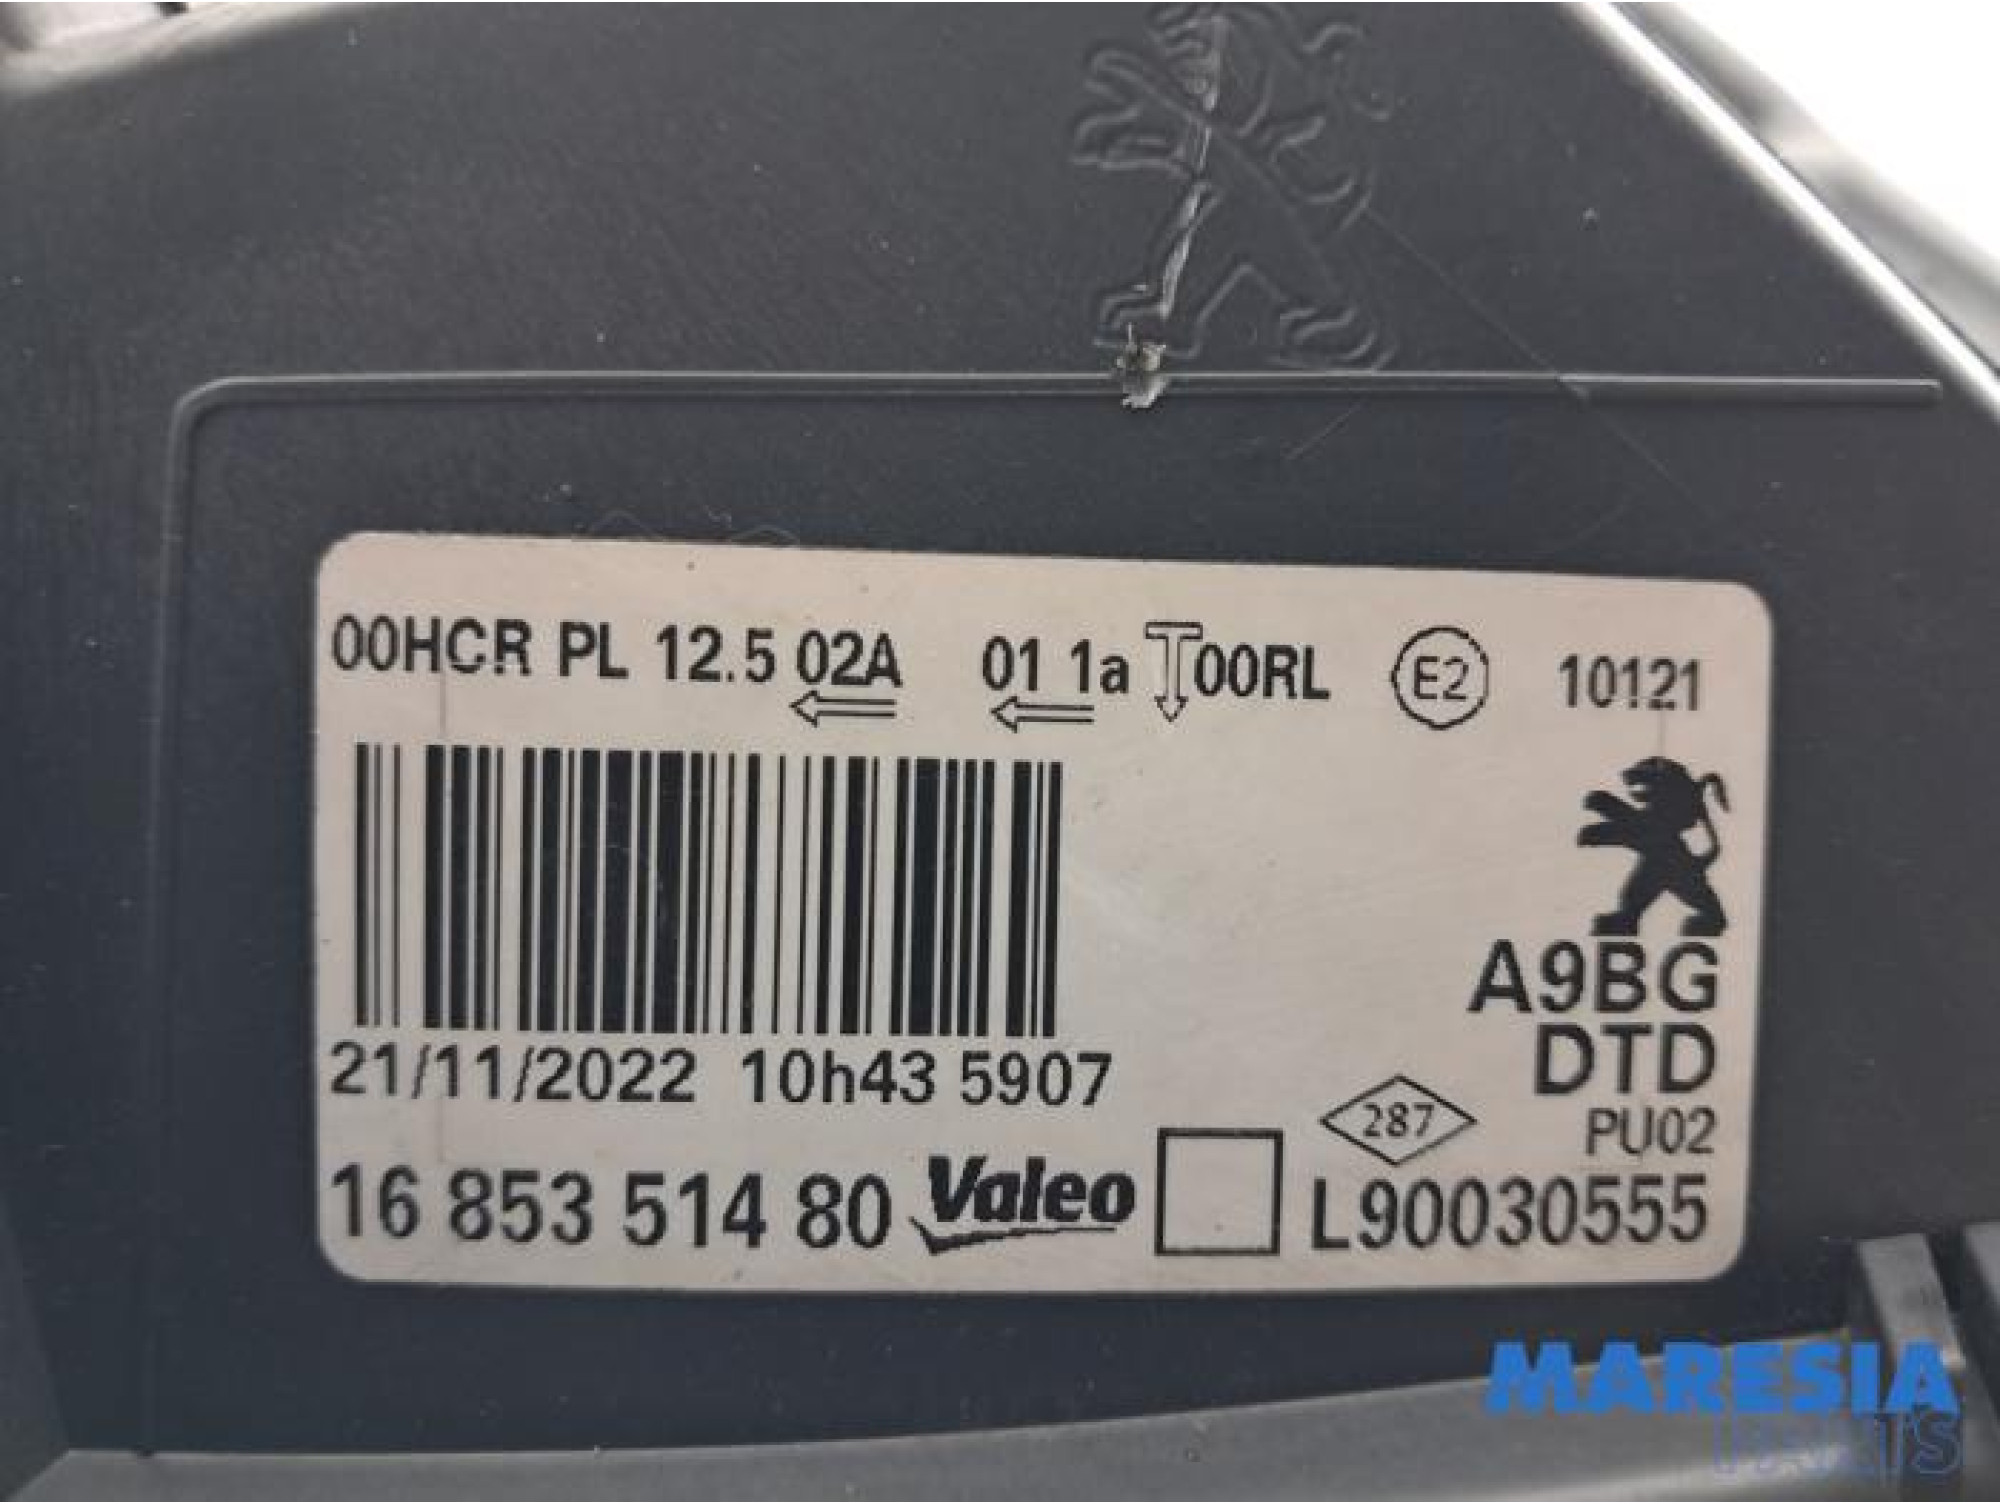 00HCR PL 12.5 02A 01 1a 00RL E2 10121
21/11/2022 10h43 5907
A9BG
DTD
PU02
287
16 853 514 80 Valeo L90030555
MARESIA
PARTS